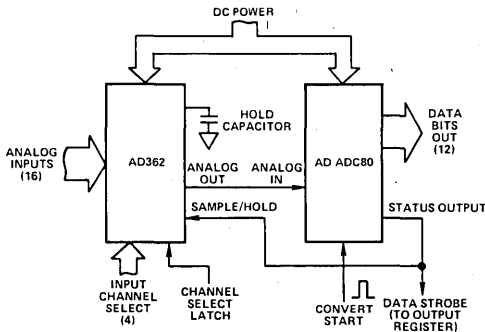 DC POWER
HOLD
CAPACITOR
DATA
BITS
OUT
(12)
ANALOG
INPUTS
(16)
AD362
AD ADC80
ANALOG
OUT
ANALOG
IN
SAMPLE/HOLD
STATUS OUTPUT
INPUT
CHANNEL
SELECT
(4)
CHANNEL
SELECT
LATCH
CONVERT
START
DATA STROBE
(TO OUTPUT
REGISTER)